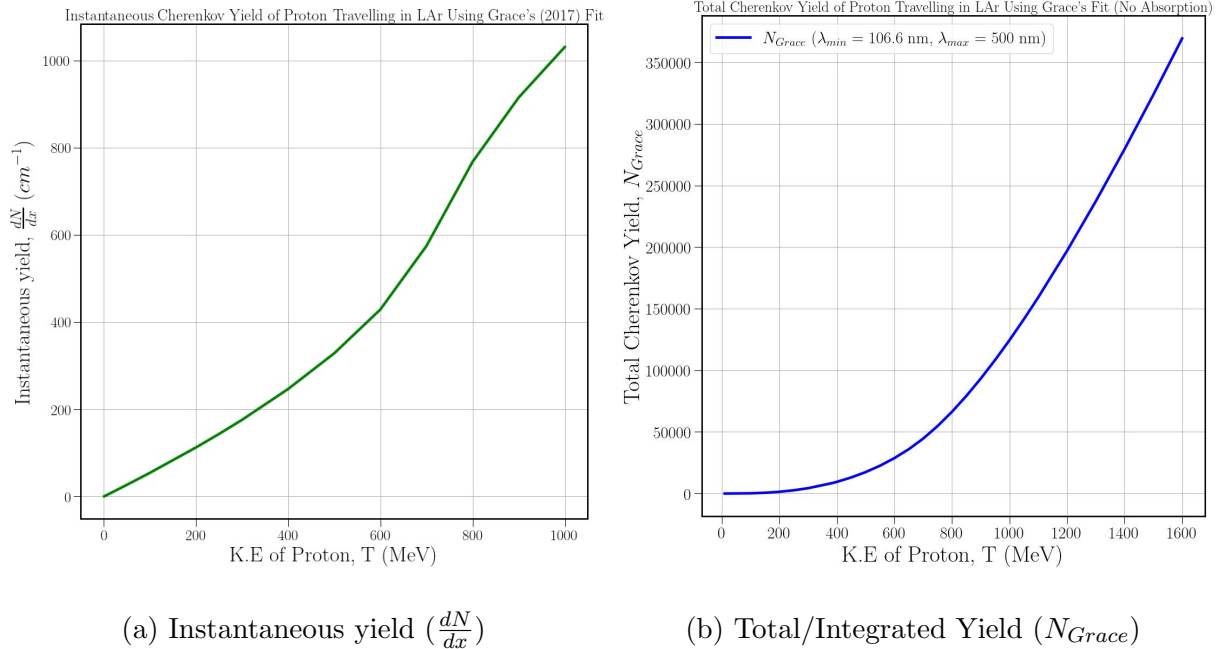 Instantaneous Cherenkov Yield of Proton Travelling in LAr Using Grace's (2017) Fit
1000
800
600
400
200
0
Instantaneous yield, dN/dx (cm⁻¹)
0 200 400 600 800 1000
K.E of Proton, T (MeV)
(a) Instantaneous yield (dN/dx)
Total Cherenkov Yield of Proton Travelling in LAr Using Grace's Fit (No Absorption)
N_Grace (λ_min = 106.6 nm, λ_max = 500 nm)
350000
300000
250000
200000
150000
100000
50000
0
Total Cherenkov Yield, N_Grace
0 200 400 600 800 1000 1200 1400 1600
K.E of Proton, T (MeV)
(b) Total/Integrated Yield (N_Grace)